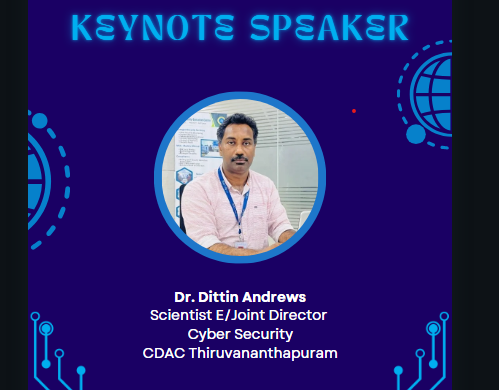 KEYNOTE SPEAKER
Dr. Dittin Andrews
Scientist E/Joint Director
Cyber Security
CDAC Thiruvananthapuram